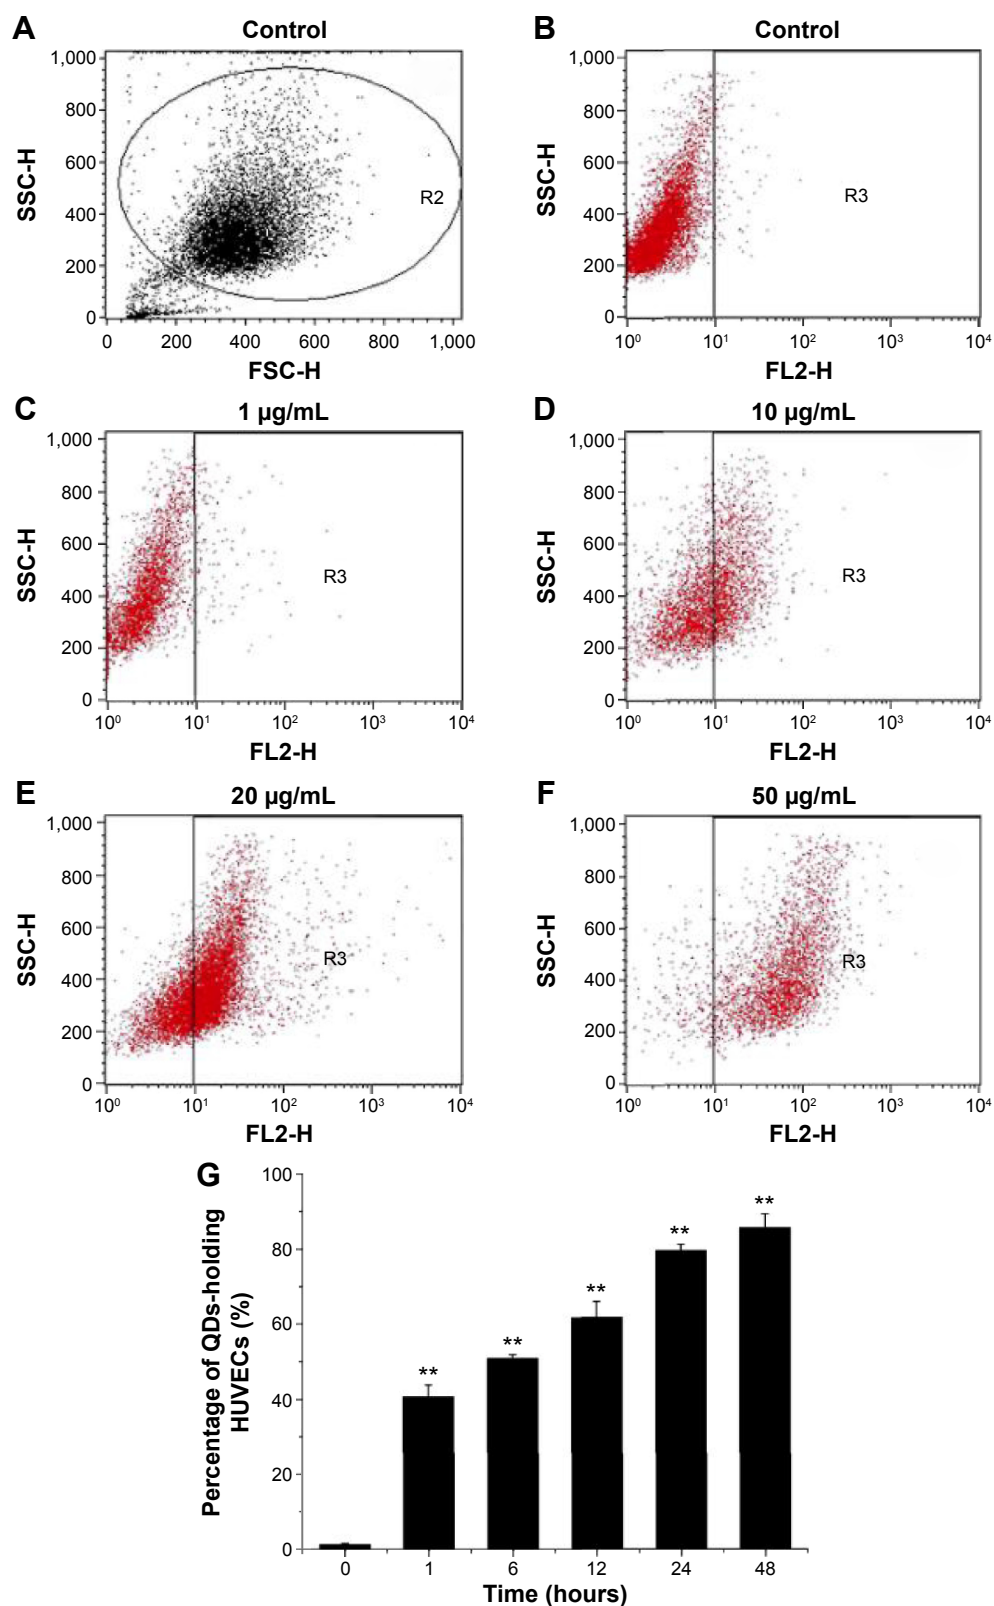 A
Control
1,000
800
600
400
200
0
SSC-H
R2
0 200 400 600 800 1,000
FSC-H
B
Control
1,000
800
600
400
200
0
SSC-H
R3
10⁰ 10¹ 10² 10³ 10⁴
FL2-H
C
1 µg/mL
1,000
800
600
400
200
0
SSC-H
R3
10⁰ 10¹ 10² 10³ 10⁴
FL2-H
D
10 µg/mL
1,000
800
600
400
200
0
SSC-H
R3
10⁰ 10¹ 10² 10³ 10⁴
FL2-H
E
20 µg/mL
1,000
800
600
400
200
0
SSC-H
R3
10⁰ 10¹ 10² 10³ 10⁴
FL2-H
F
50 µg/mL
1,000
800
600
400
200
0
SSC-H
R3
10⁰ 10¹ 10² 10³ 10⁴
FL2-H
G
Percentage of QDs-holding
HUVECs (%)
100
80
60
40
20
0
** ** ** ** **
0 1 6 12 24 48
Time (hours)